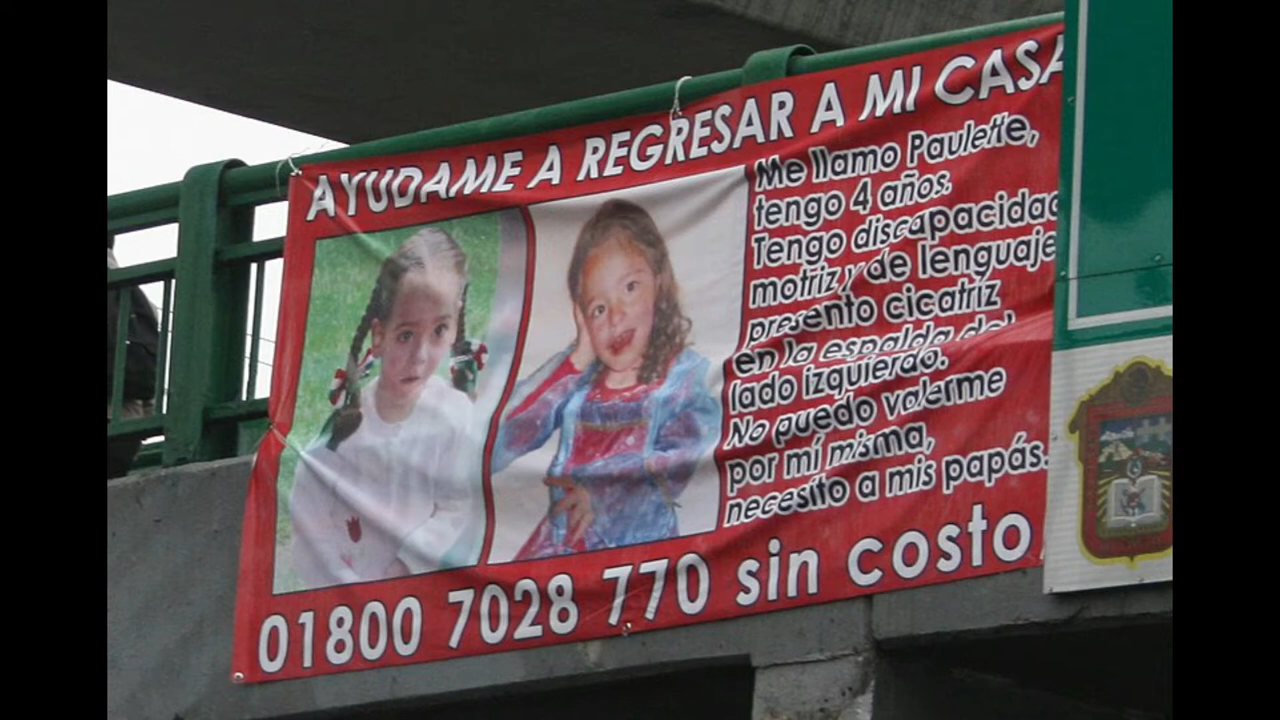 AYUDAME A REGRESAR A MI CASA
Me llamo Paulette,
tengo 4 años.
Tengo discapacidad
motriz y de lenguaje
presento cicatriz
en la espalda del
lado izquierdo.
No puedo valerme
por mí misma,
necesito a mis papás.
01800 7028 770 sin costo